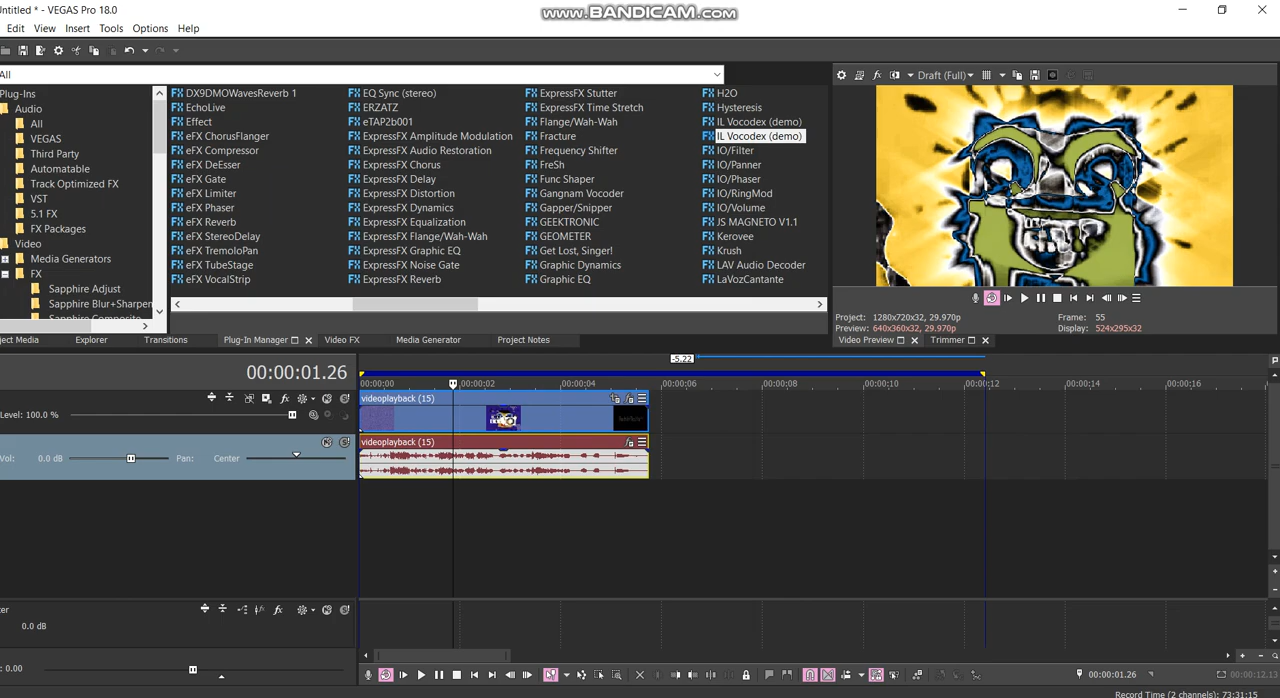 Untitled * - VEGAS Pro 18.0
www.BANDICAM.com
Edit View Insert Tools Options Help
All
Draft (Full)
Plug-Ins
Audio
All
VEGAS
Third Party
Automatable
Track Optimized FX
VST
5.1 FX
FX Packages
Video
Media Generators
FX
Sapphire Adjust
Sapphire Blur+Sharpen
Sapphire Composite
DX9DMOWavesReverb 1
EchoLive
Effect
eFX ChorusFlanger
eFX Compressor
eFX DeEsser
eFX Gate
eFX Limiter
eFX Phaser
eFX Reverb
eFX StereoDelay
eFX TremoloPan
eFX TubeStage
eFX VocalStrip
EQ Sync (stereo)
ERZATZ
eTAP2b001
ExpressFX Amplitude Modulation
ExpressFX Audio Restoration
ExpressFX Chorus
ExpressFX Delay
ExpressFX Distortion
ExpressFX Dynamics
ExpressFX Equalization
ExpressFX Flange/Wah-Wah
ExpressFX Graphic EQ
ExpressFX Noise Gate
ExpressFX Reverb
ExpressFX Stutter
ExpressFX Time Stretch
Flange/Wah-Wah
Fracture
Frequency Shifter
FreSh
Func Shaper
Gangnam Vocoder
Gapper/Snipper
GEEKTRONIC
GEOMETER
Get Lost, Singer!
Graphic Dynamics
Graphic EQ
H2O
Hysteresis
IL Vocodex (demo)
IL Vocodex (demo)
IO/Filter
IO/Panner
IO/Phaser
IO/RingMod
IO/Volume
JS MAGNETO V1.1
Kerovee
Krush
LAV Audio Decoder
LaVozCantante
Project: 1280x720x32, 29.970p
Preview: 640x360x32, 29.970p
Frame: 55
Display: 524x295x32
Video Preview Trimmer
ject Media Explorer Transitions Plug-In Manager Video FX Media Generator Project Notes
-5.22
00:00:01.26
00:00:00 00:00:02 00:00:04 00:00:06 00:00:08 00:00:10 00:00:12 00:00:14 00:00:16
Level: 100.0 %
videoplayback (15)
videoplayback (15)
Vol: 0.0 dB Pan: Center
ter
0.0 dB
: 0.00
00:00:01.26
00:00:12.13
Record Time (2 channels): 73:31:15